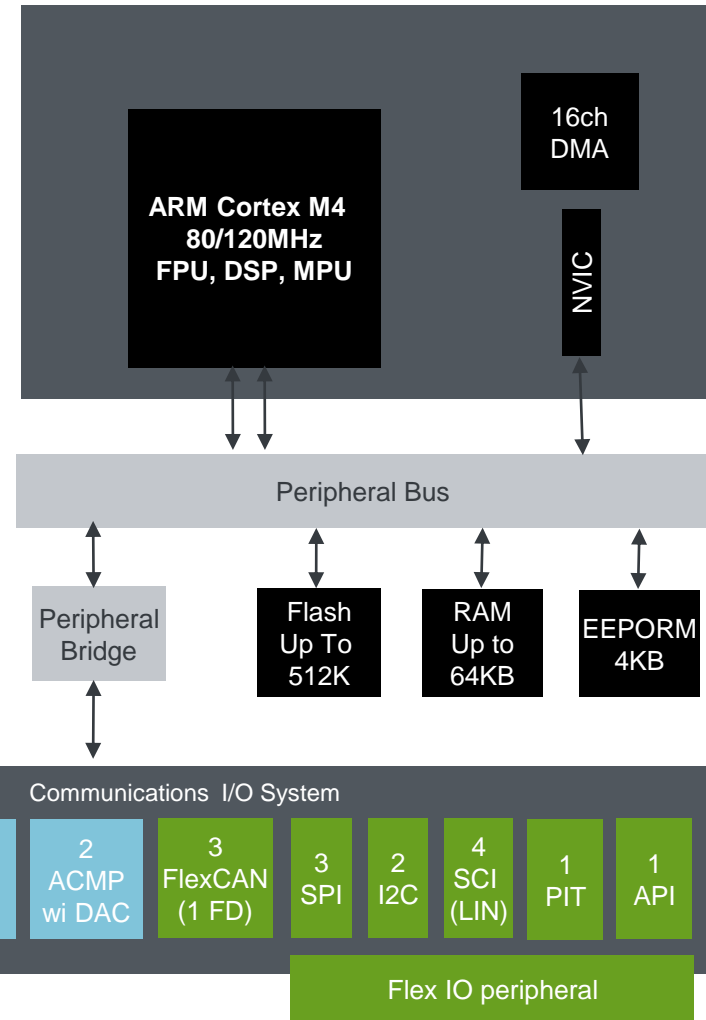 16ch
DMA
ARM Cortex M4
80/120MHz
FPU, DSP, MPU
NVIC
Peripheral Bus
Peripheral
Bridge
Flash
Up To
512K
RAM
Up to
64KB
EEPORM
4KB
Communications I/O System
2
ACMP
wi DAC
3
FlexCAN
(1 FD)
3
SPI
2
I2C
4
SCI
(LIN)
1
PIT
1
API
Flex IO peripheral